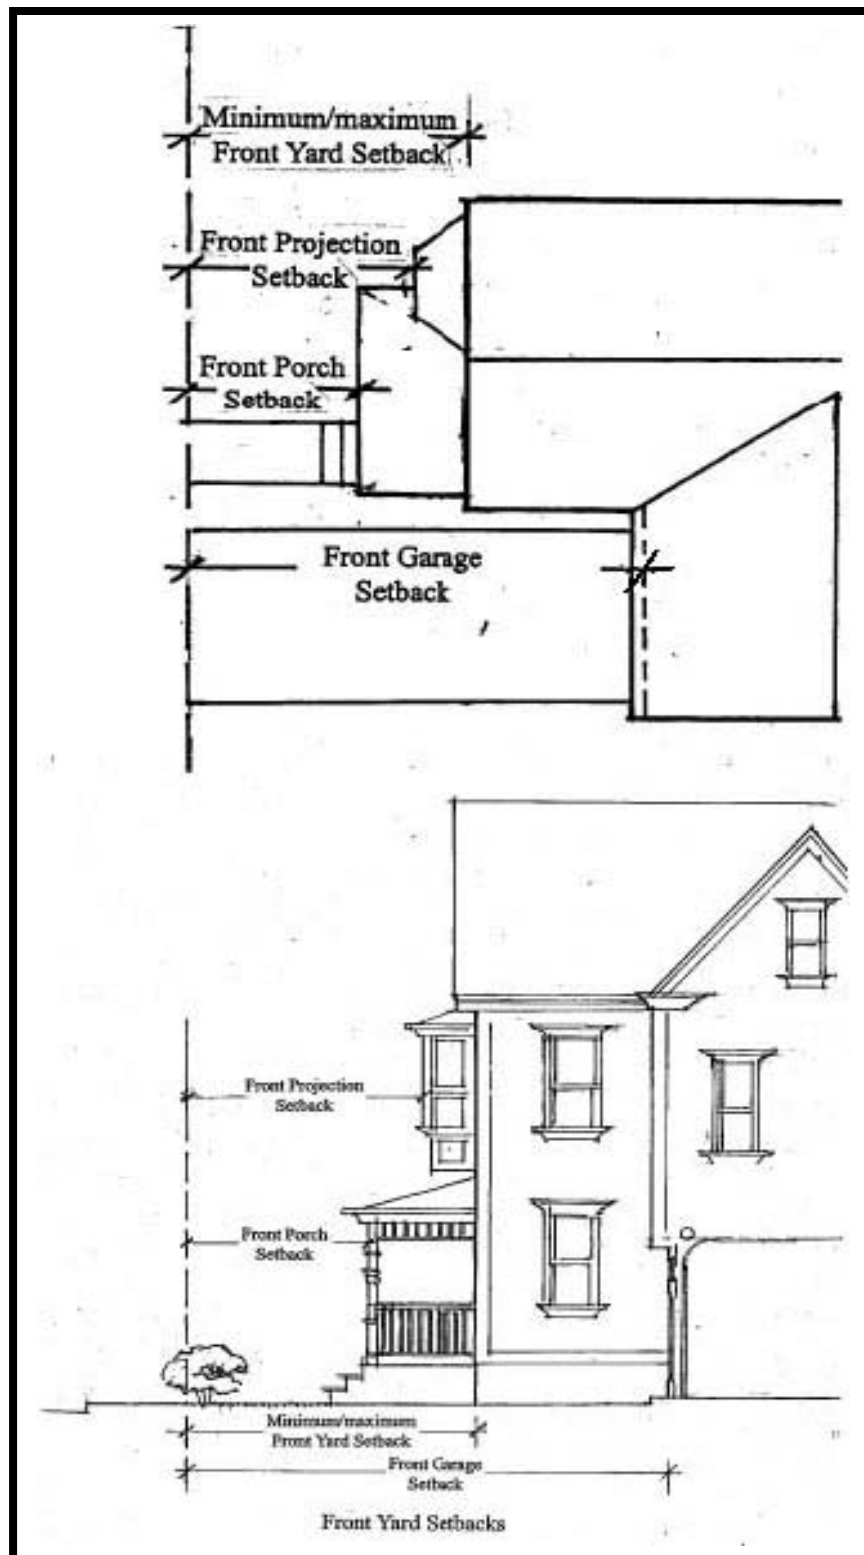 Minimum/maximum
Front Yard Setback
Front Projection
Setback
Front Porch
Setback
Front Garage
Setback
Front Projection
Setback
Front Porch
Setback
Minimum/maximum
Front Yard Setback
Front Garage
Setback
Front Yard Setbacks